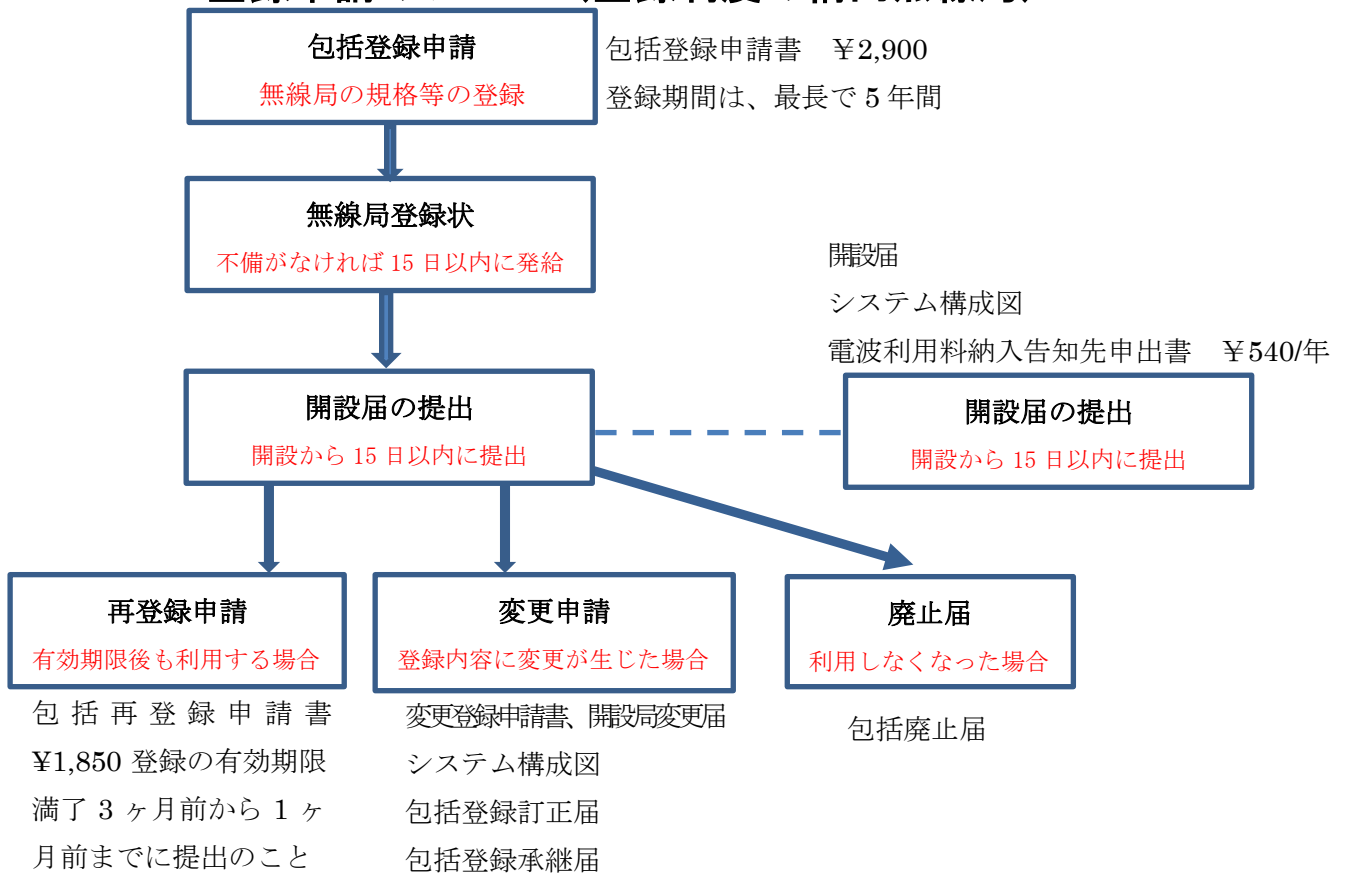 包括登録申請
無線局の規格等の登録
包括登録申請書　￥2,900
登録期間は、最長で 5 年間
無線局登録状
不備がなければ 15 日以内に発給
開設届
システム構成図
電波利用料納入告知先申出書　￥540/年
開設届の提出
開設から 15 日以内に提出
開設届の提出
開設から 15 日以内に提出
再登録申請
有効期限後も利用する場合
変更申請
登録内容に変更が生じた場合
廃止届
利用しなくなった場合
包括再登録申請書
¥1,850 登録の有効期限
満了 3 ヶ月前から 1 ヶ
月前までに提出のこと
変更登録申請書、開設局変更届
システム構成図
包括登録訂正届
包括登録承継届
包括廃止届